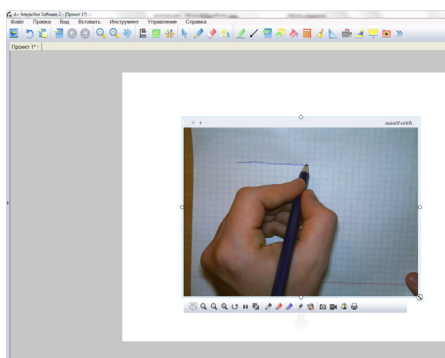 A+ Interactive Software 2 - [Проект 1*]
Файл Правка Вид Вставить Инструмент Управление Справка
Проект 1*